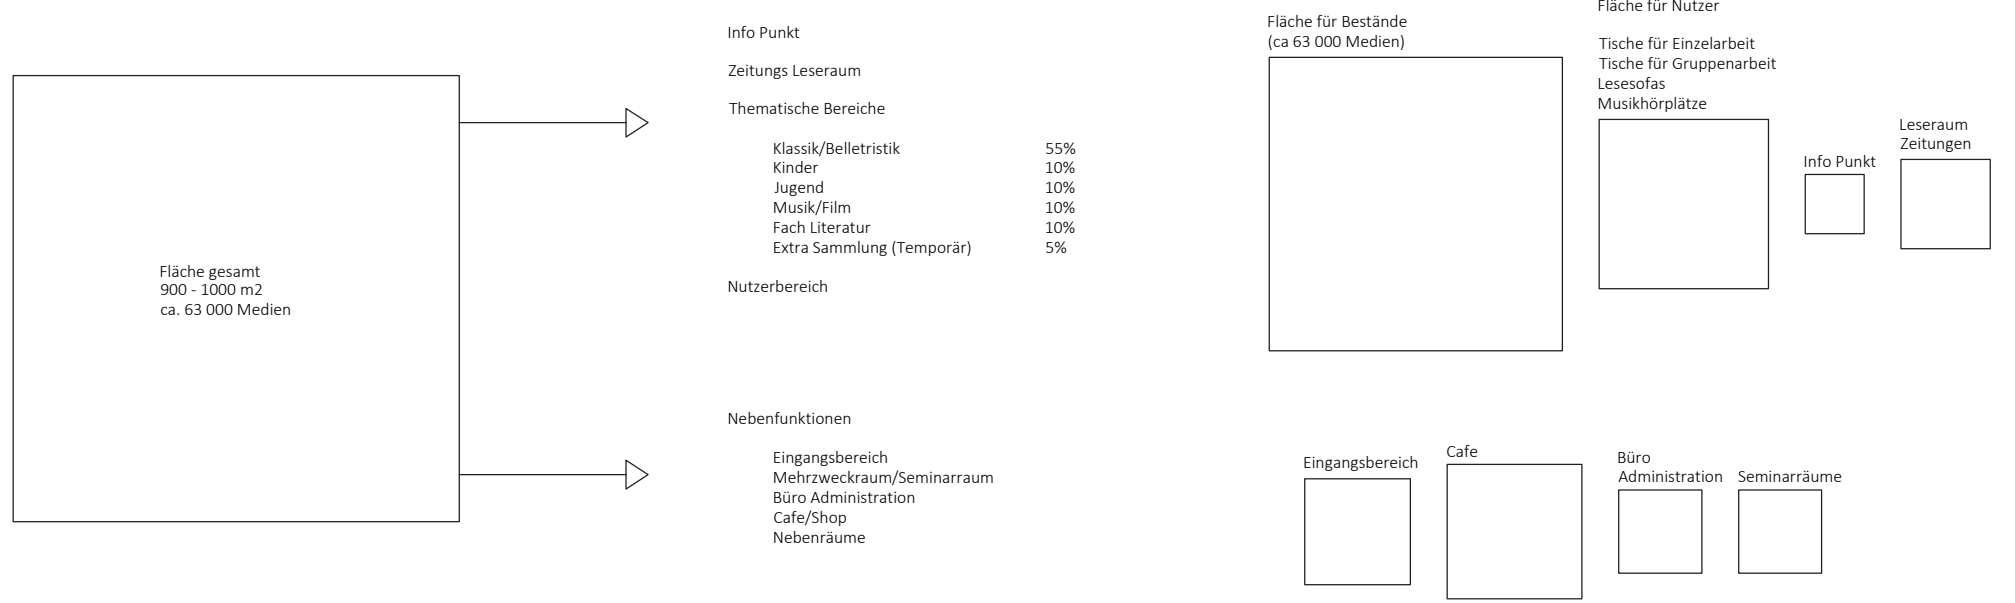 Fläche gesamt
900 - 1000 m2
ca. 63 000 Medien
Info Punkt
Zeitungs Leseraum
Thematische Bereiche
Klassik/Belletristik 55%
Kinder 10%
Jugend 10%
Musik/Film 10%
Fach Literatur 10%
Extra Sammlung (Temporär) 5%
Nutzerbereich
Nebenfunktionen
Eingangsbereich
Mehrzweckraum/Seminarraum
Büro Administration
Cafe/Shop
Nebenräume
Fläche für Bestände
(ca 63 000 Medien)
Fläche für Nutzer
Tische für Einzelarbeit
Tische für Gruppenarbeit
Lesesofas
Musikhörplätze
Info Punkt
Leseraum
Zeitungen
Eingangsbereich
Cafe
Büro
Administration
Seminarräume